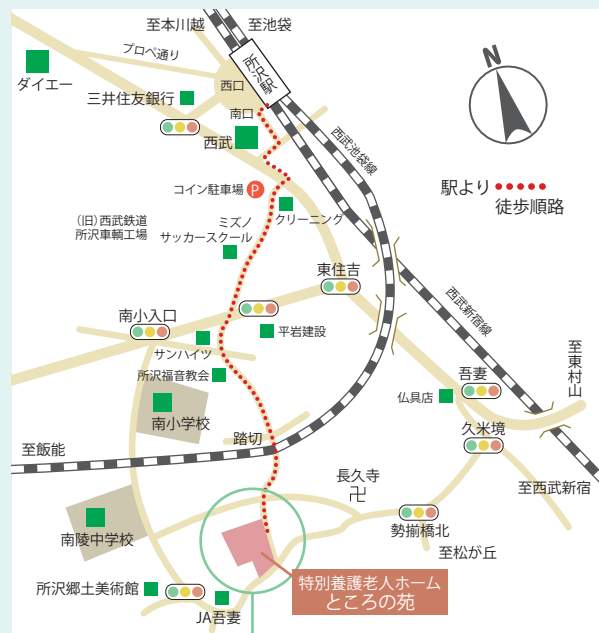 至本川越
至池袋
プロペ通り
ダイエー
三井住友銀行
西口
所沢駅
南口
西武
N
西武池袋線
駅より
徒歩順路
コイン駐車場
P
(旧)西武鉄道
所沢車輌工場
ミズノ
サッカースクール
クリーニング
東住吉
西武新宿線
南小入口
平岩建設
サンハイツ
所沢福音教会
至東村山
吾妻
仏具店
南小学校
久米境
踏切
至飯能
長久寺
卍
至西武新宿
勢揃橋北
南陵中学校
至松が丘
特別養護老人ホーム
ところの苑
所沢郷土美術館
JA吾妻